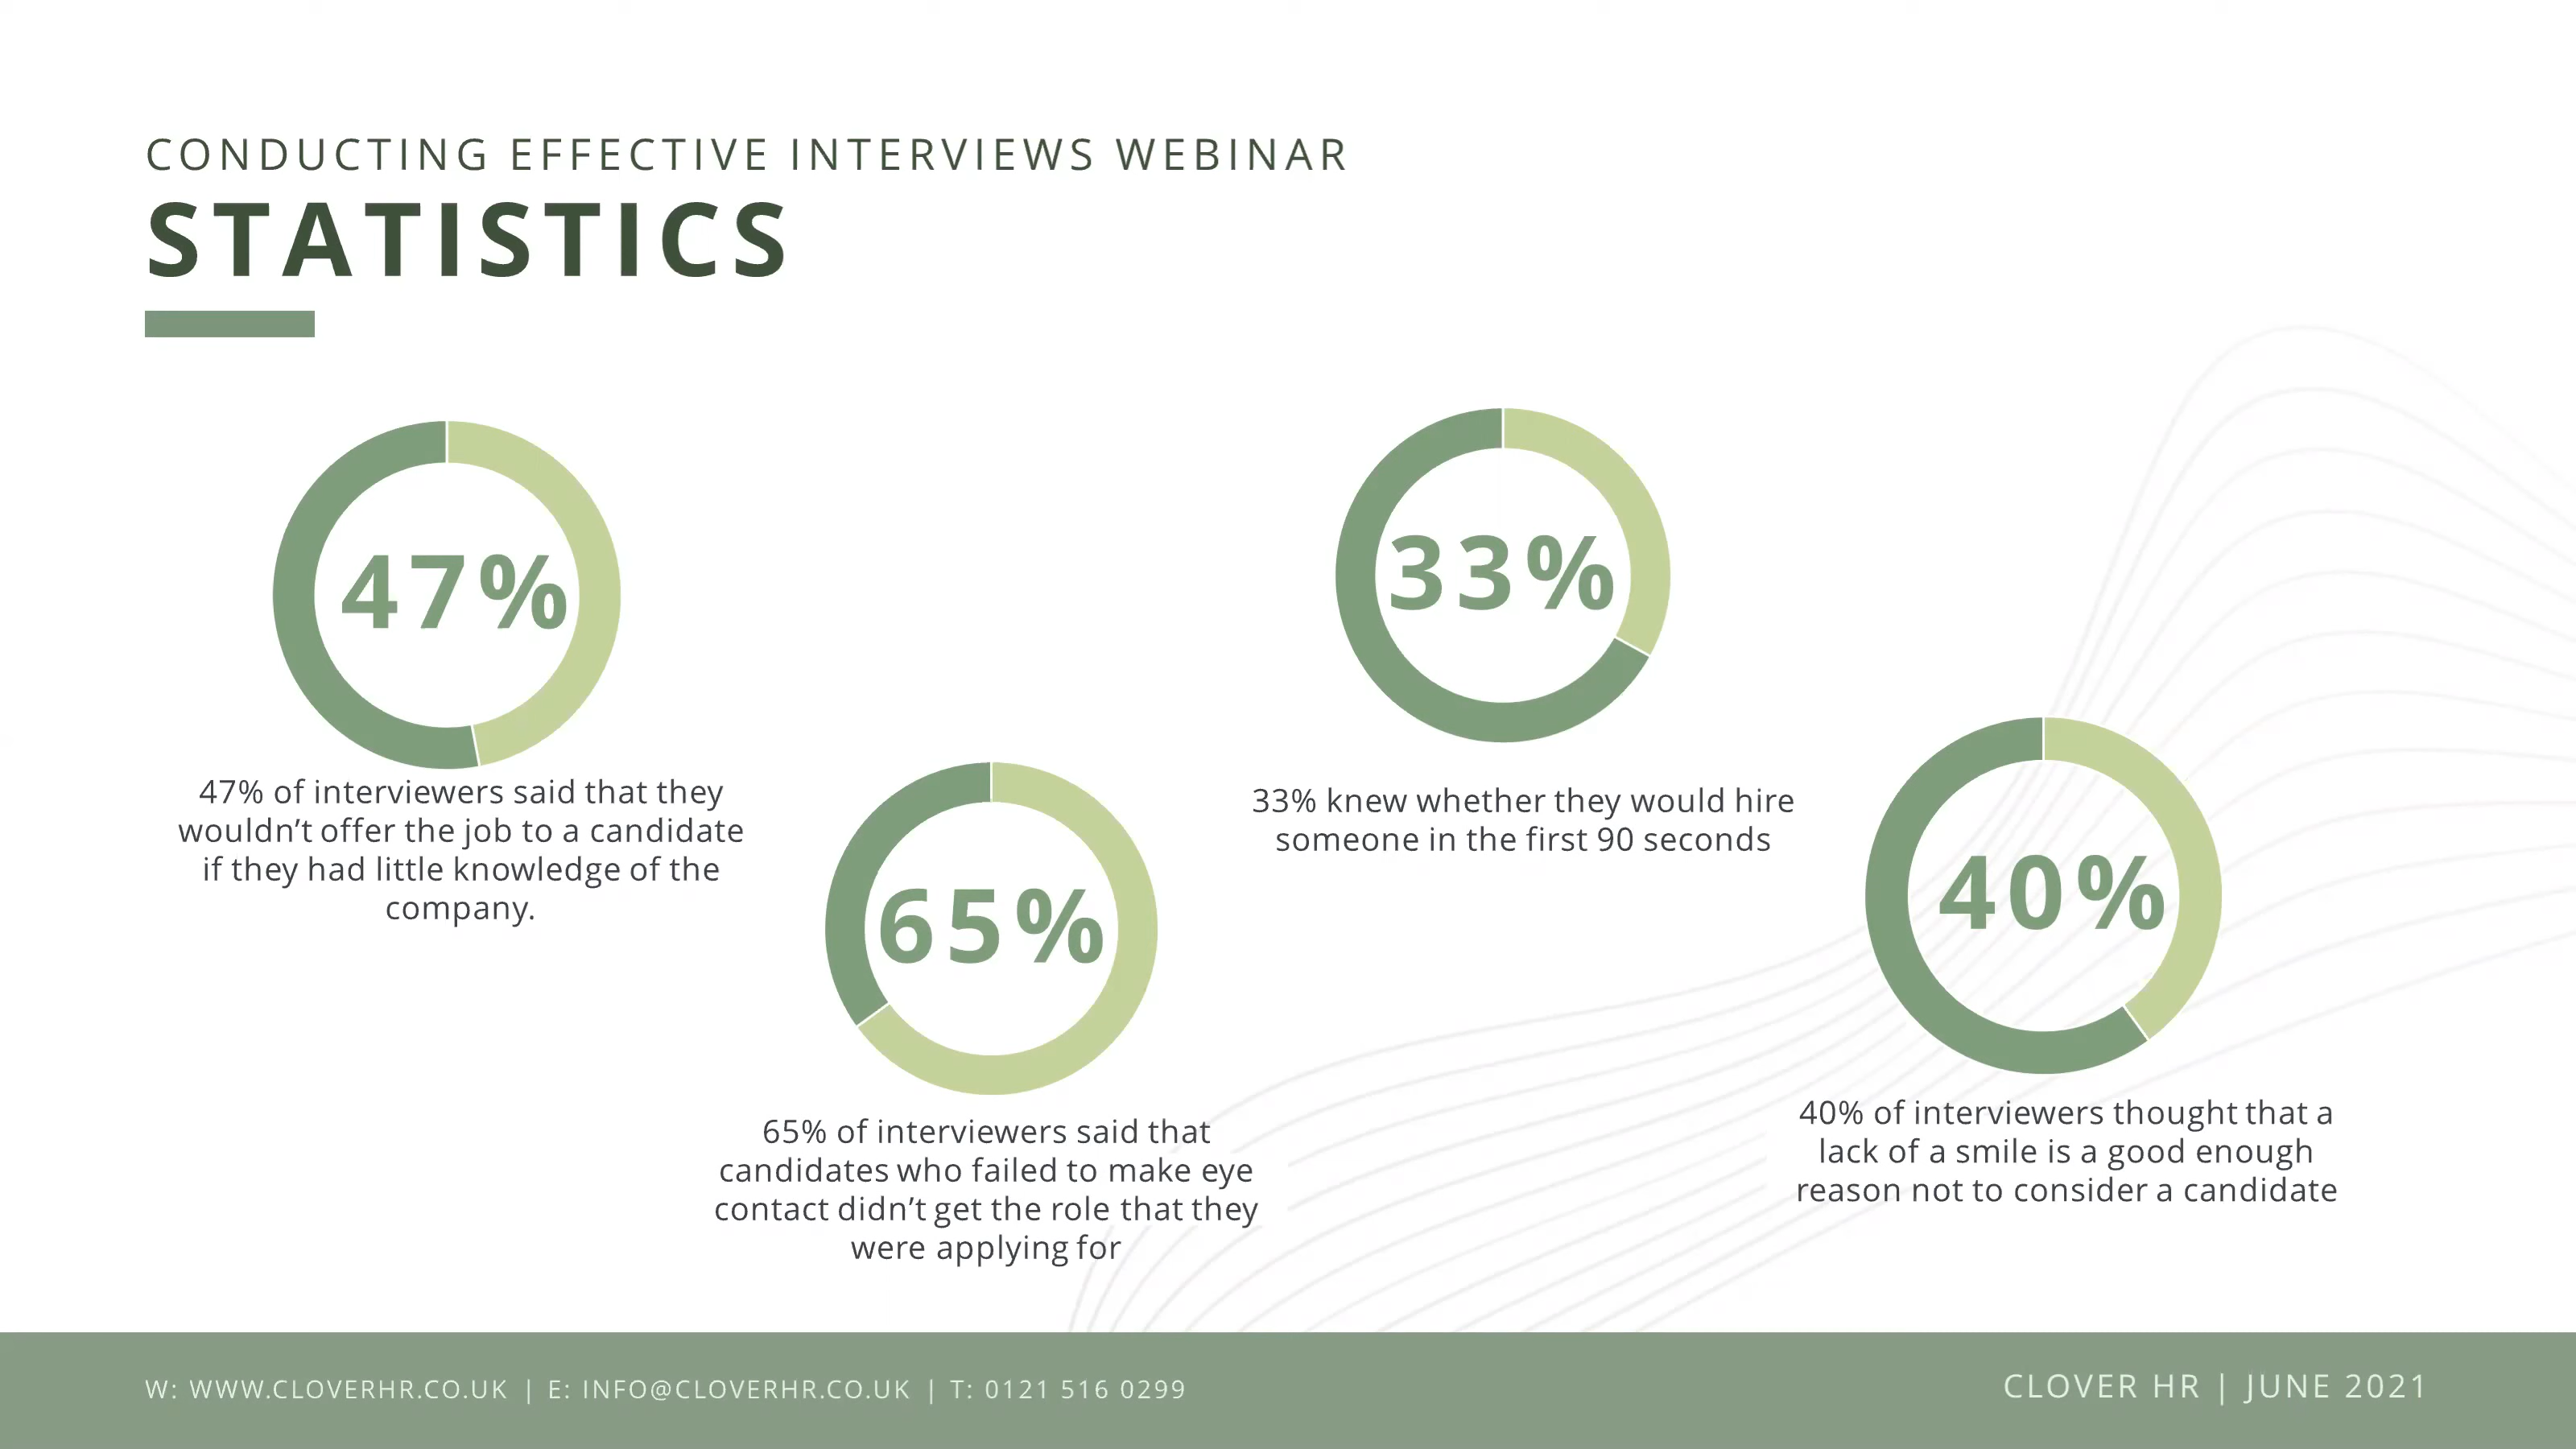 CONDUCTING EFFECTIVE INTERVIEWS WEBINAR
STATISTICS
47%
47% of interviewers said that they
wouldn’t offer the job to a candidate
if they had little knowledge of the
company.
65%
65% of interviewers said that
candidates who failed to make eye
contact didn’t get the role that they
were applying for
33%
33% knew whether they would hire
someone in the first 90 seconds
40%
40% of interviewers thought that a
lack of a smile is a good enough
reason not to consider a candidate
W: WWW.CLOVERHR.CO.UK | E: INFO@CLOVERHR.CO.UK | T: 0121 516 0299
CLOVER HR | JUNE 2021